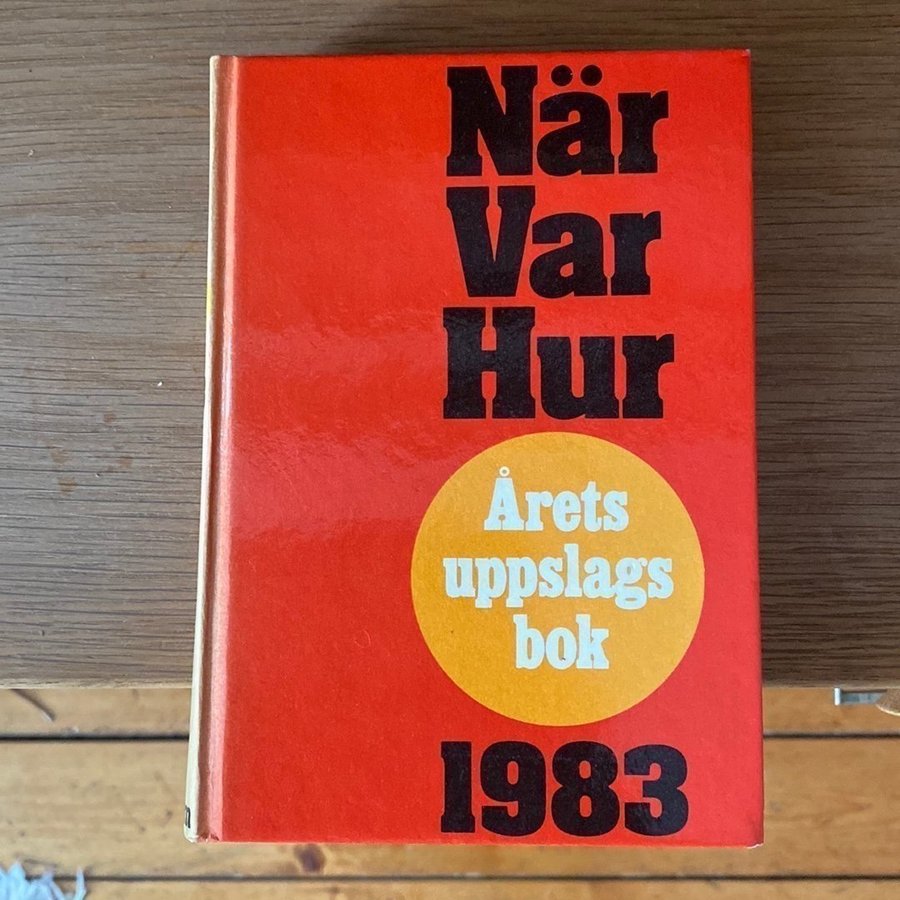 När
Var
Hur
Årets
uppslags
bok
1983